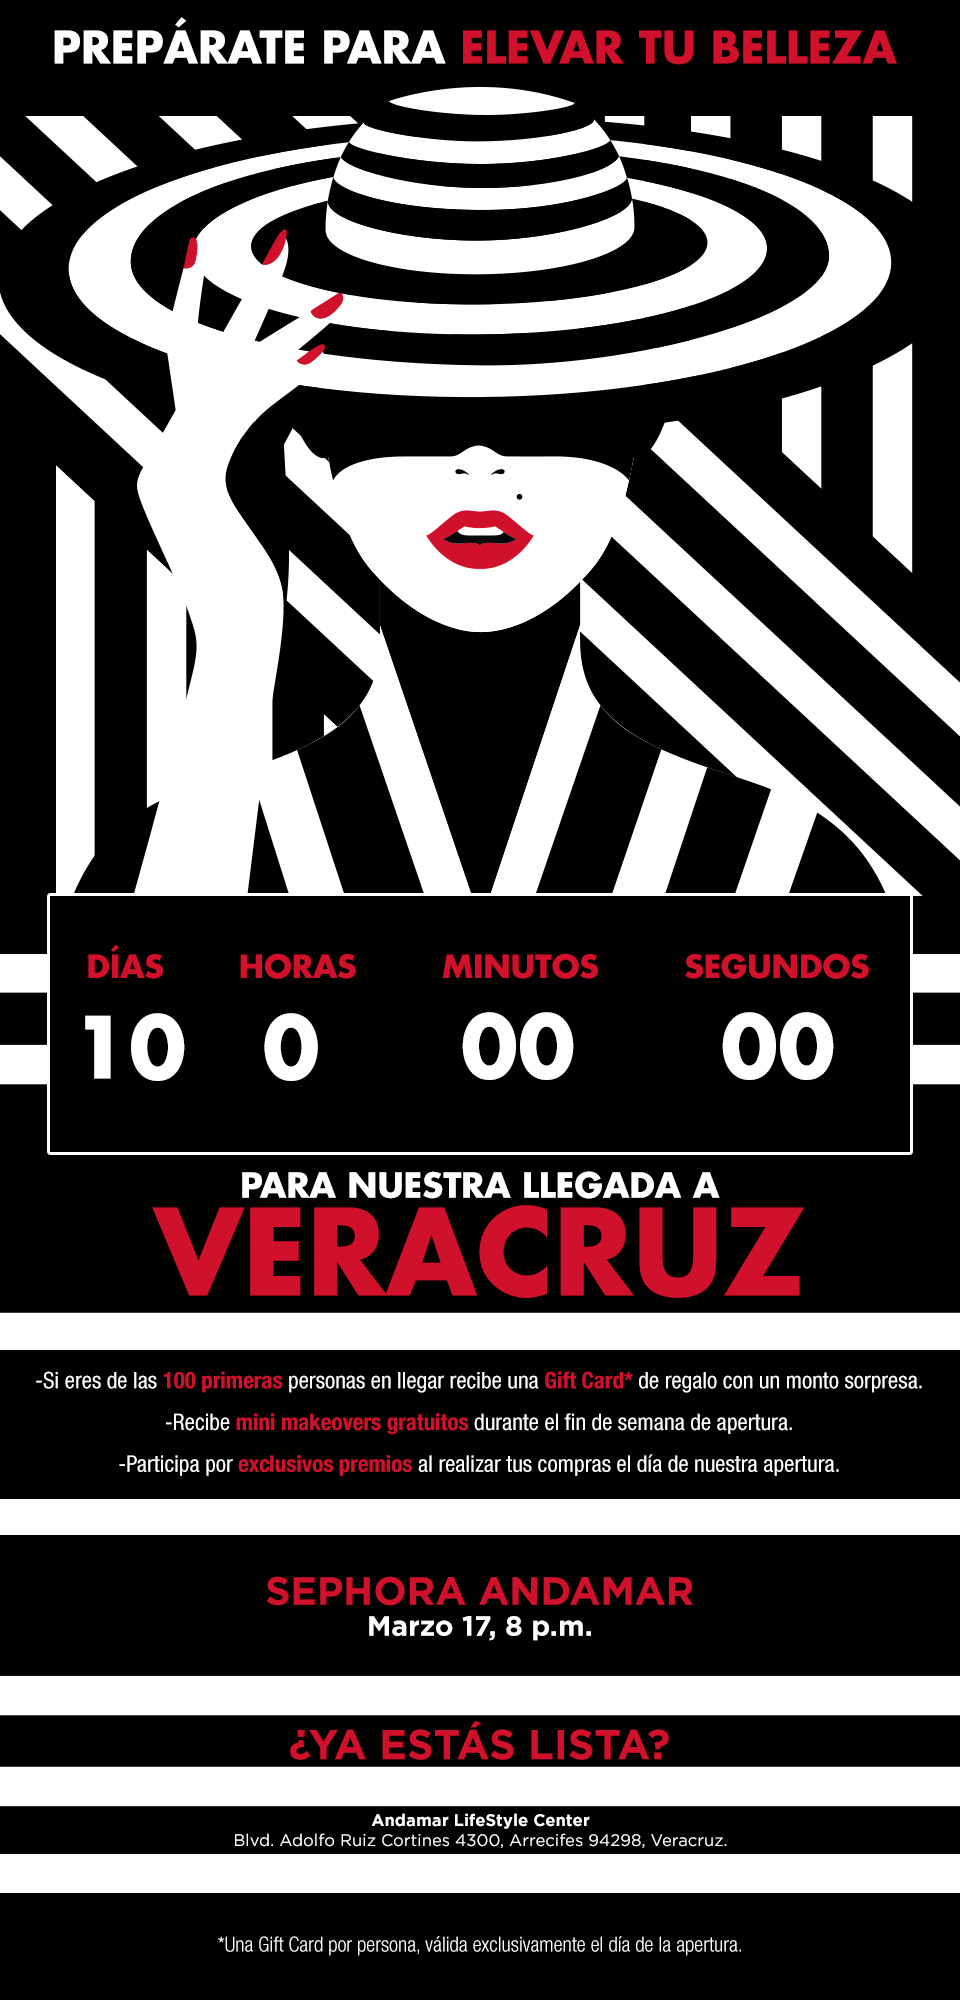 PREPÁRATE PARA ELEVAR TU BELLEZA
DÍAS HORAS MINUTOS SEGUNDOS
10 0 00 00
PARA NUESTRA LLEGADA A
VERACRUZ
-Si eres de las 100 primeras personas en llegar recibe una Gift Card* de regalo con un monto sorpresa.
-Recibe mini makeovers gratuitos durante el fin de semana de apertura.
-Participa por exclusivos premios al realizar tus compras el día de nuestra apertura.
SEPHORA ANDAMAR
Marzo 17, 8 p.m.
¿YA ESTÁS LISTA?
Andamar LifeStyle Center
Blvd. Adolfo Ruiz Cortines 4300, Arrecifes 94298, Veracruz.
*Una Gift Card por persona, válida exclusivamente el día de la apertura.